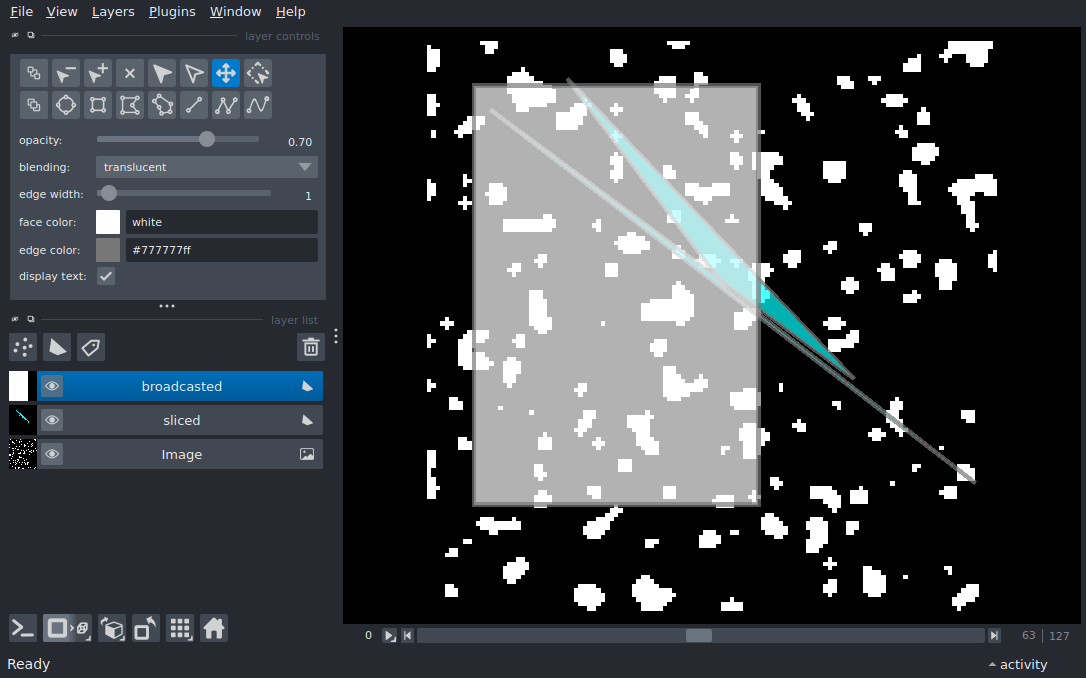 File View Layers Plugins Window Help
layer controls
opacity: 0.70
blending: translucent
edge width: 1
face color: white
edge color: #777777ff
display text:
layer list
broadcasted
sliced
Image
0 63 127
Ready activity